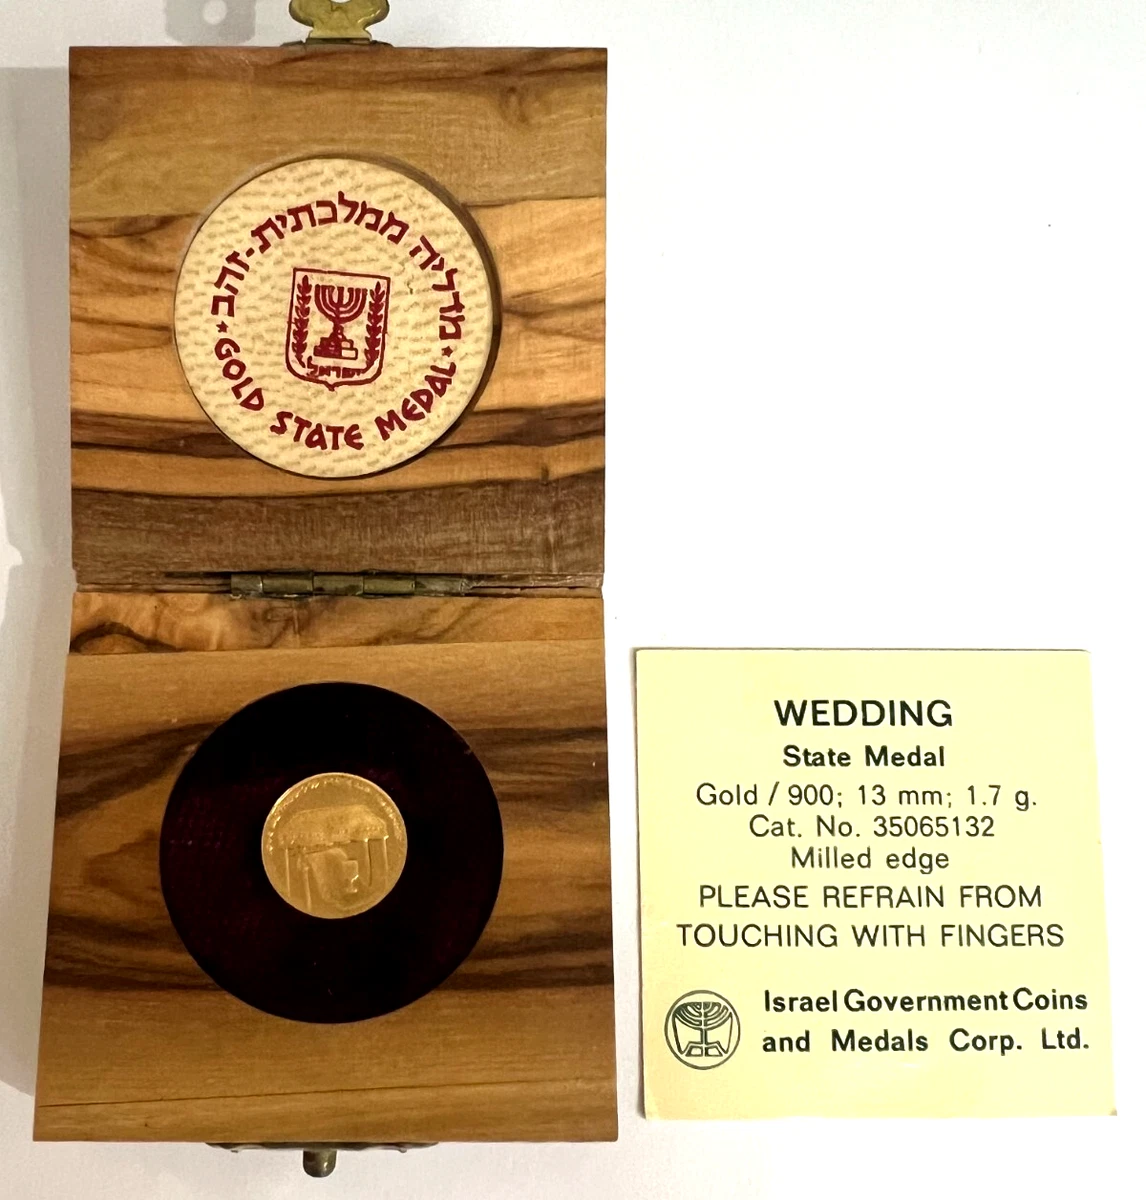 מדליה ממלכתית-זהב
ישראל
★ GOLD STATE MEDAL ★
WEDDING
State Medal
Gold / 900; 13 mm; 1.7 g.
Cat. No. 35065132
Milled edge
PLEASE REFRAIN FROM
TOUCHING WITH FINGERS
Israel Government Coins
and Medals Corp. Ltd.